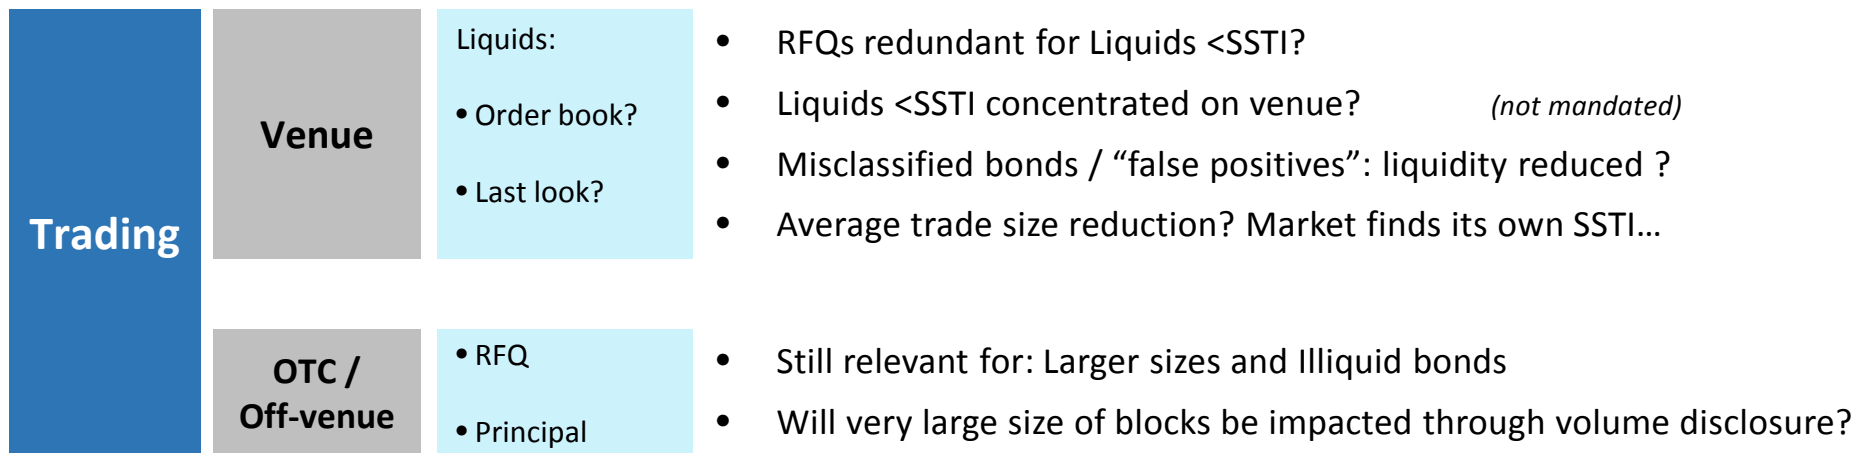 Trading
Venue
Liquids:
• Order book?
• Last look?
• RFQs redundant for Liquids <SSTI?
• Liquids <SSTI concentrated on venue? (not mandated)
• Misclassified bonds / “false positives”: liquidity reduced ?
• Average trade size reduction? Market finds its own SSTI…
OTC /
Off-venue
• RFQ
• Principal
• Still relevant for: Larger sizes and Illiquid bonds
• Will very large size of blocks be impacted through volume disclosure?